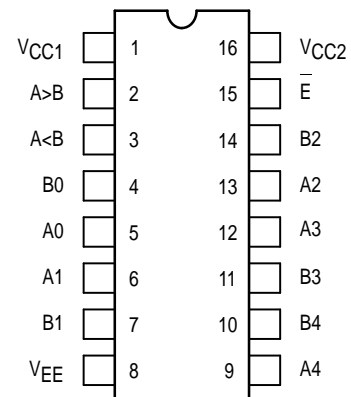 VCC1 1 16 VCC2
A>B 2 15 E̅
A<B 3 14 B2
B0 4 13 A2
A0 5 12 A3
A1 6 11 B3
B1 7 10 B4
VEE 8 9 A4